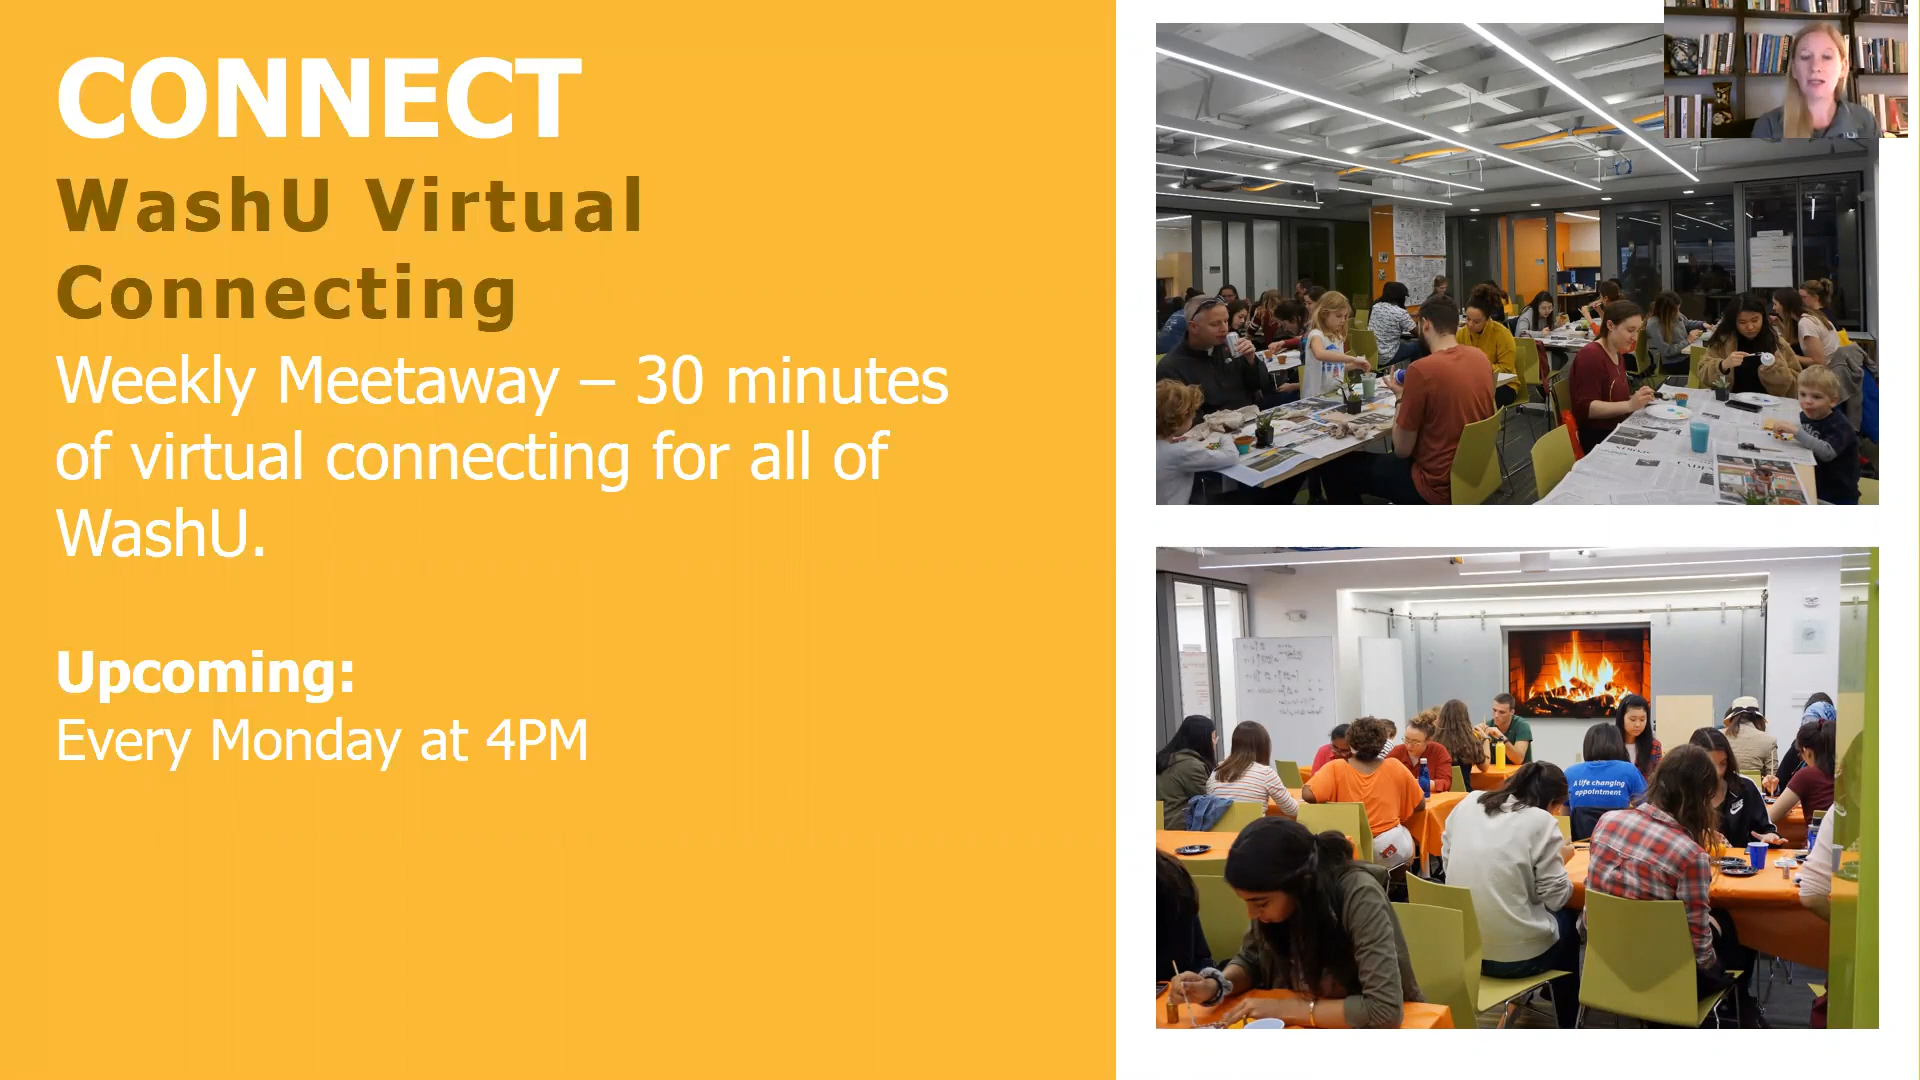 CONNECT
WashU Virtual
Connecting
Weekly Meetaway – 30 minutes
of virtual connecting for all of
WashU.
Upcoming:
Every Monday at 4PM
A life changing
appointment